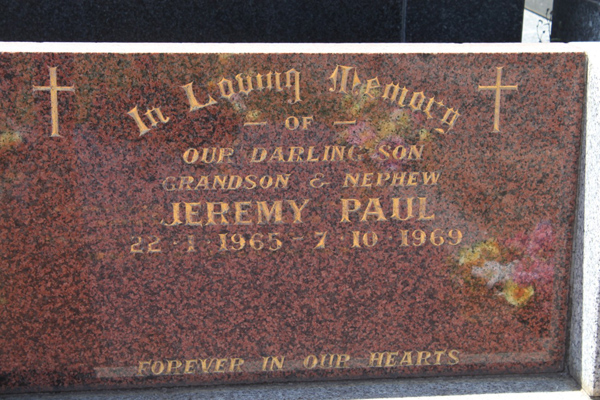 In Loving Memory
— OF —
OUR DARLING SON
GRANDSON & NEPHEW
JEREMY PAUL
22·1·1965 - 7·10·1969
FOREVER IN OUR HEARTS